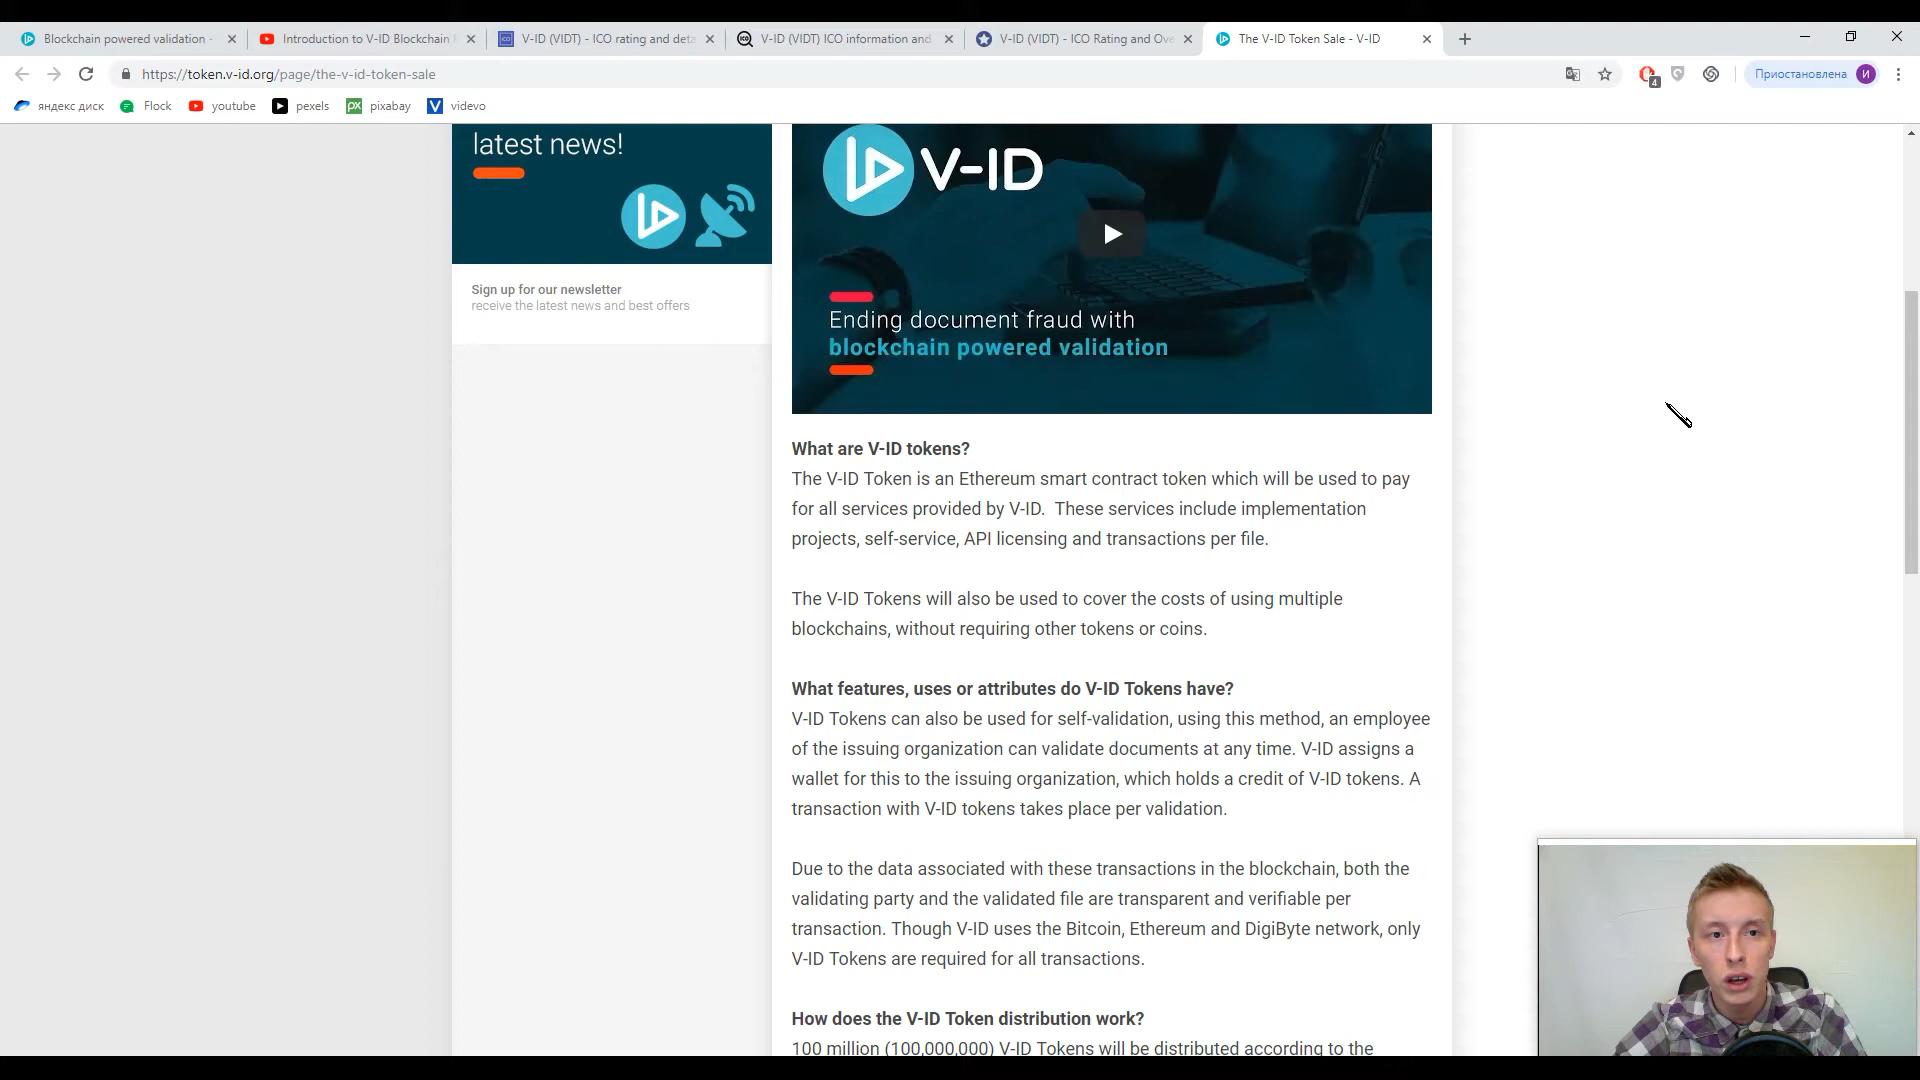 Blockchain powered validation -
Introduction to V-ID Blockchain
V-ID (VIDT) - ICO rating and deta
V-ID (VIDT) ICO information and
V-ID (VIDT) - ICO Rating and Ove
The V-ID Token Sale - V-ID
https://token.v-id.org/page/the-v-id-token-sale
4
Приостановлена
И
яндекс диск
Flock
youtube
px
pexels
pixabay
V
videvo
latest news!
Sign up for our newsletter
receive the latest news and best offers
V-ID
Ending document fraud with
blockchain powered validation
What are V-ID tokens?
The V-ID Token is an Ethereum smart contract token which will be used to pay
for all services provided by V-ID.  These services include implementation
projects, self-service, API licensing and transactions per file.
The V-ID Tokens will also be used to cover the costs of using multiple
blockchains, without requiring other tokens or coins.
What features, uses or attributes do V-ID Tokens have?
V-ID Tokens can also be used for self-validation, using this method, an employee
of the issuing organization can validate documents at any time. V-ID assigns a
wallet for this to the issuing organization, which holds a credit of V-ID tokens. A
transaction with V-ID tokens takes place per validation.
Due to the data associated with these transactions in the blockchain, both the
validating party and the validated file are transparent and verifiable per
transaction. Though V-ID uses the Bitcoin, Ethereum and DigiByte network, only
V-ID Tokens are required for all transactions.
How does the V-ID Token distribution work?
100 million (100,000,000) V-ID Tokens will be distributed according to the